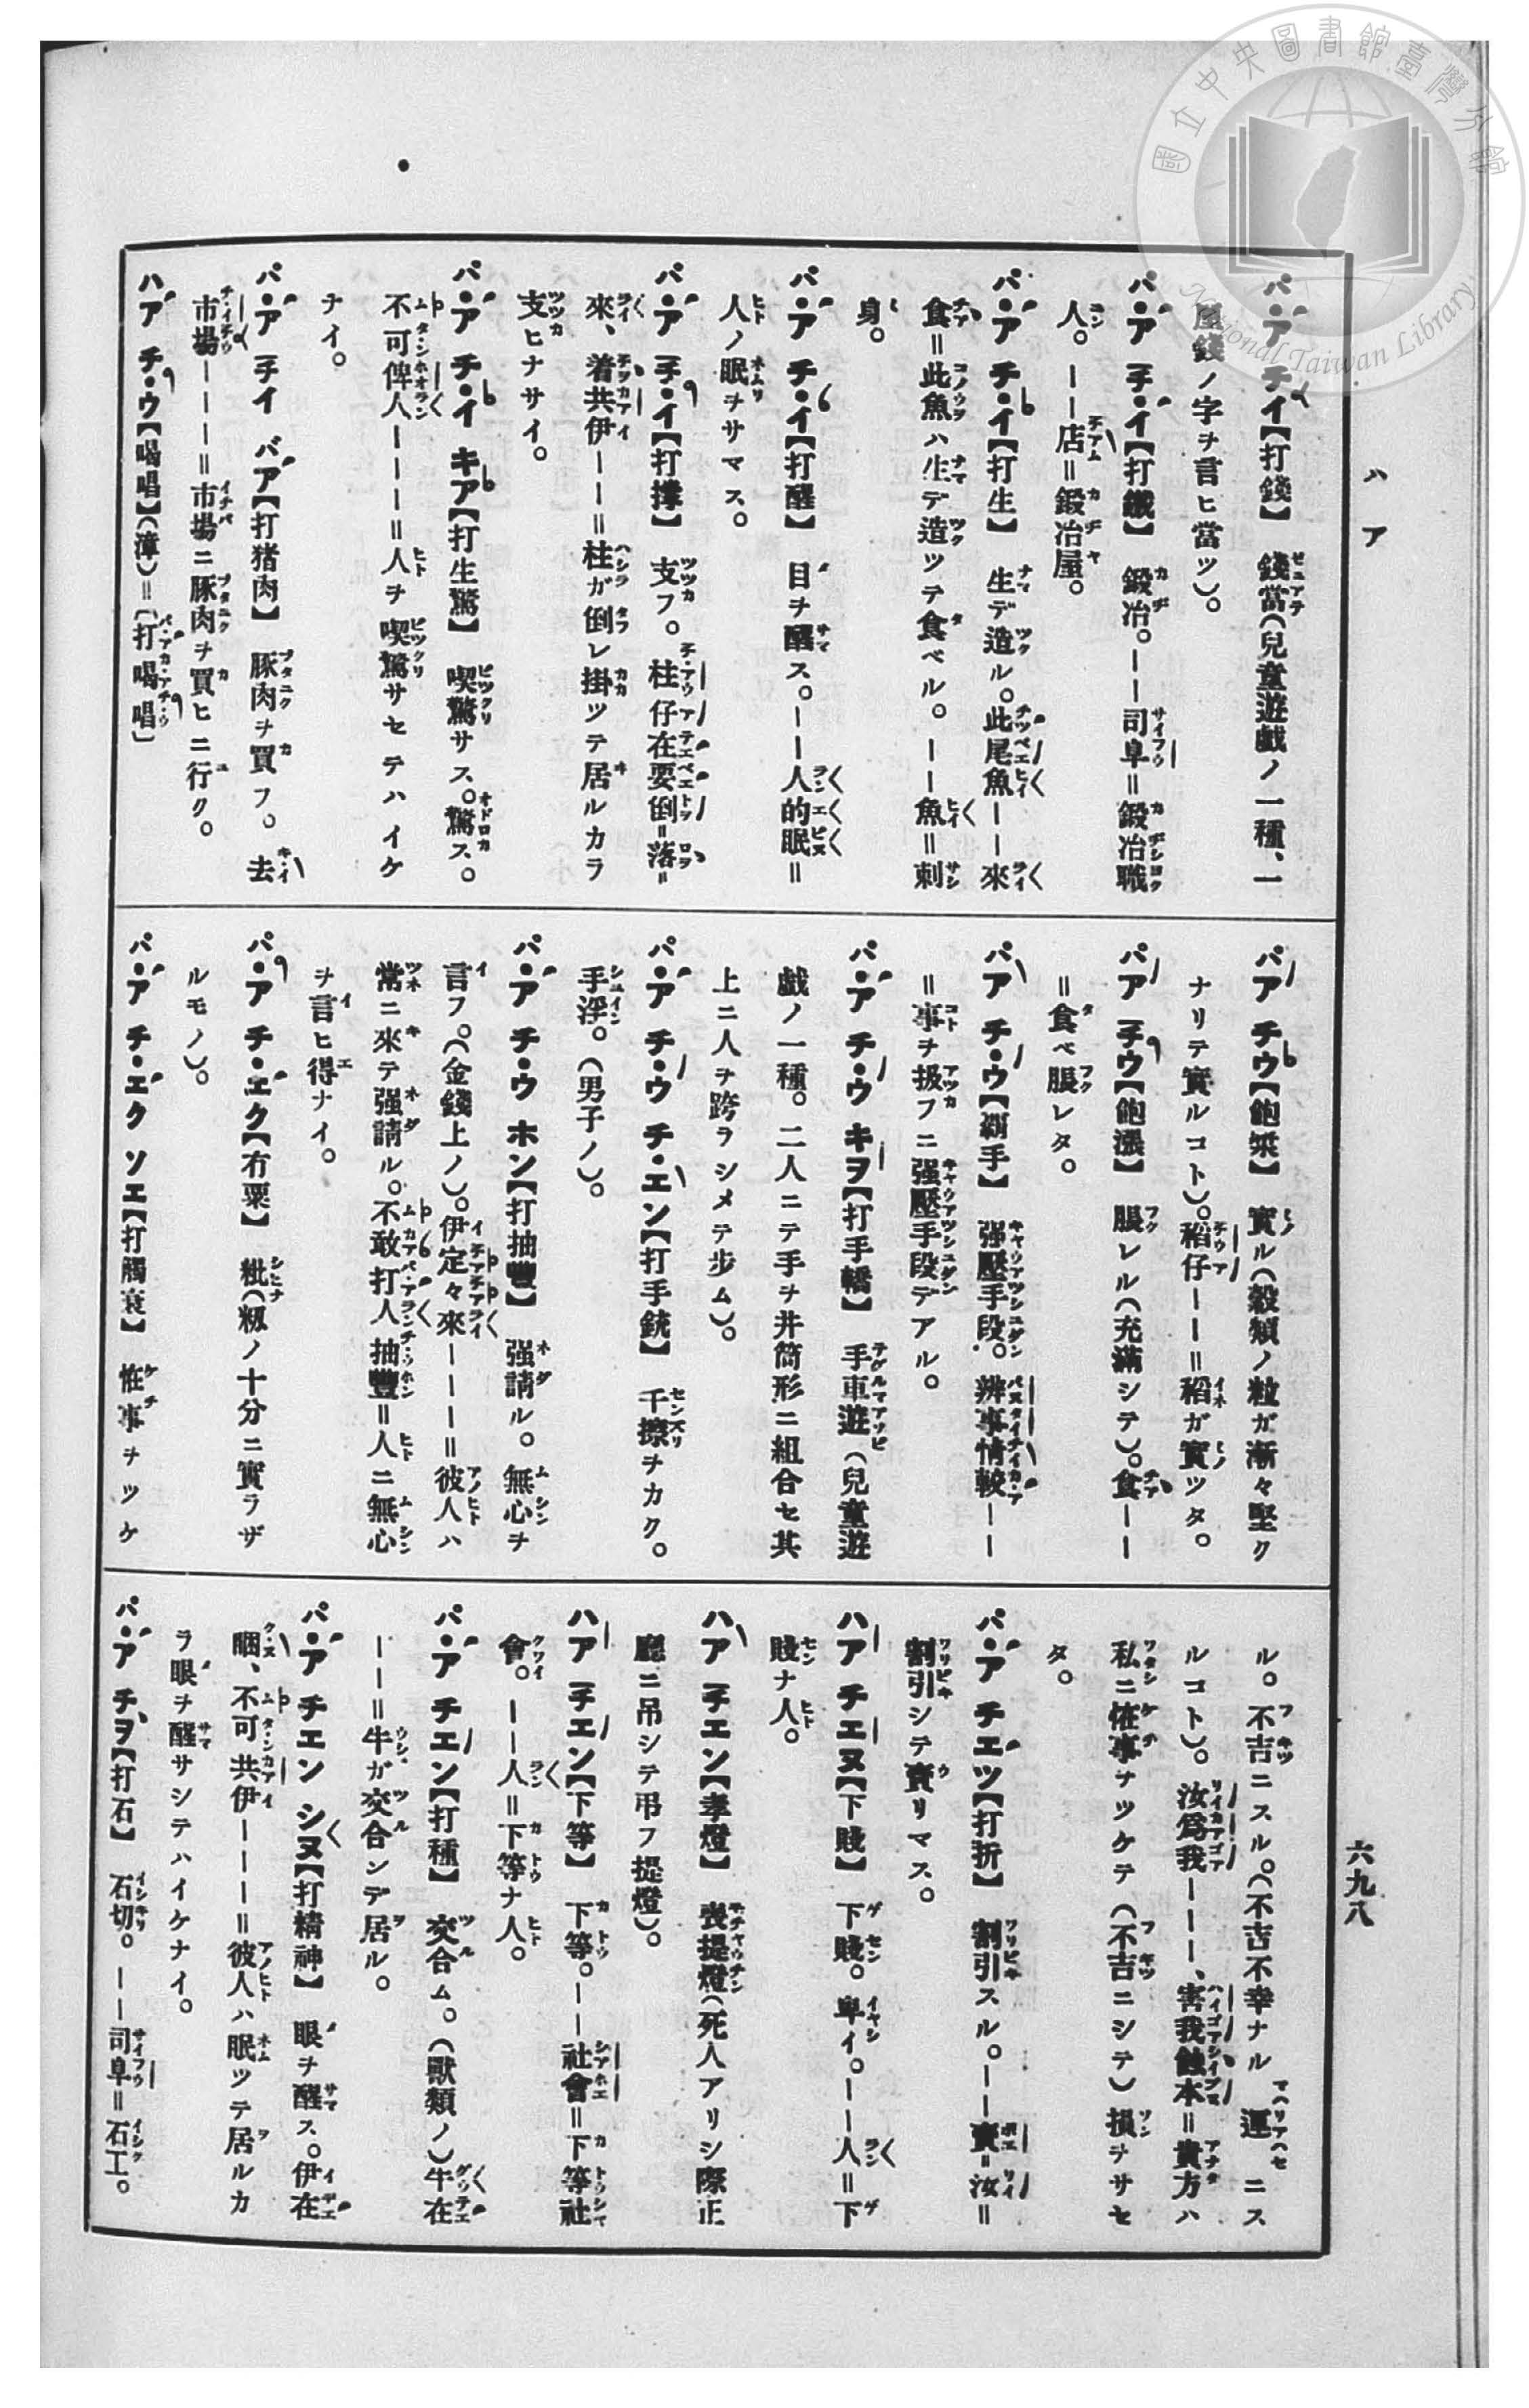 國立中央圖書館臺灣分館
National Taiwan Library
ハア
六九八
パ・ア チ・イ【打錢】 錢當(兒童遊戲ノ一種、一
屋錢ノ字ヲ言ヒ當ツ)。
パ・ア チ・イ【打鐵】 鍛冶。――司阜=鍛冶職
人。――店=鍛冶屋。
パ・ア チ・イ【打生】 生デ造ル。此尾魚――來
食=此魚ハ生デ造ツテ食ベル。――魚=刺
身。
パ・ア チ・イ【打醒】 目ヲ醒ス。――人的眠=
人ノ眠ヲサマス。
パ・ア チ・イ【打撑】 支フ。柱仔在要倒=落=
來、着共伊――=柱ガ倒レ掛ツテ居ルカラ
支ヒナサイ。
パ・ア チ・イ キア【打生驚】 喫驚サス。驚ス。
不可俾人―――=人ヲ喫驚サセテハイケ
ナイ。
パ・ア チイ バア【打猪肉】 豚肉ヲ買フ。去
市場―――=市場ニ豚肉ヲ買ヒニ行ク。
ハア チ・ウ【喝唱】(漳)=〔打喝唱〕
パア チウ【飽粊】 實ル(穀類ノ粒ガ漸々堅ク
ナリテ實ルコト)。稻仔――=稻ガ實ツタ。
パア チウ【飽漲】 脹レル(充滿シテ)。食――
=食ベ脹レタ。
パア チ・ウ【霸手】 强壓手段。辨事情較――
=事ヲ扱フニ强壓手段デアル。
パ・ア チ・ウ キヲ【打手轎】 手車遊(兒童遊
戲ノ一種。二人ニテ手ヲ井筒形ニ組合セ其
上ニ人ヲ跨ラシメテ步ム)。
パ・ア チ・ウ チ・エン【打手銃】 千擦ヲカク。
手淫。(男子ノ)。
パ・ア チ・ウ ホン【打抽豐】 强請ル。無心ヲ
言フ。(金錢上ノ)。伊定々來―――=彼人ハ
常ニ來テ强請ル。不敢打人抽豐=人ニ無心
ヲ言ヒ得ナイ。
パ・ア チ・エク【冇粟】 粃(籾ノ十分ニ實ラザ
ルモノ)。
パ・ア チ・エク ソエ【打觸衰】 怪事ヲツケ
ル。不吉ニスル。(不吉不幸ナル運ニス
ルコト)。汝爲我―――、害我蝕本=貴方ハ
私ニ怪事ヲツケテ(不吉ニシテ)損ヲサセ
タ。
パ・ア チエツ【打折】 割引スル。――賣=汝=
割引シテ賣リマス。
ハア チエヌ【下賤】 下賤。卑イ。――人=下
賤ナ人。
ハア チエン【孝燈】 喪提燈(死人アリシ際正
廳ニ吊シテ弔フ提燈)。
ハア チエン【下等】 下等。――社會=下等社
會。――人=下等ナ人。
パ・ア チエン【打種】 交合ム。(獸類ノ)牛在
――=牛ガ交合ンデ居ル。
パ・ア チエン シヌ【打精神】 眼ヲ醒ス。伊在
睏、不可共伊―――=彼人ハ眠ツテ居ルカ
ラ眼ヲ醒サシテハイケナイ。
パ・ア チヲ【打石】 石切。――司阜=石工。